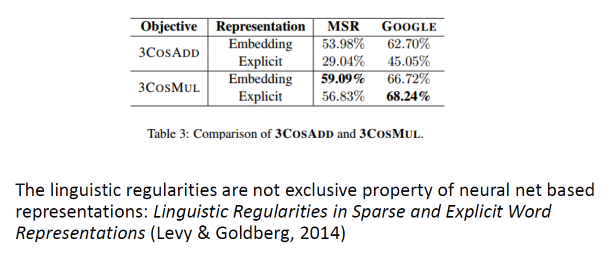 Objective Representation MSR GOOGLE
3COSADD Embedding 53.98% 62.70%
Explicit 29.04% 45.05%
3COSMUL Embedding 59.09% 66.72%
Explicit 56.83% 68.24%
Table 3: Comparison of 3COSADD and 3COSMUL.
The linguistic regularities are not exclusive property of neural net based
representations: Linguistic Regularities in Sparse and Explicit Word
Representations (Levy & Goldberg, 2014)